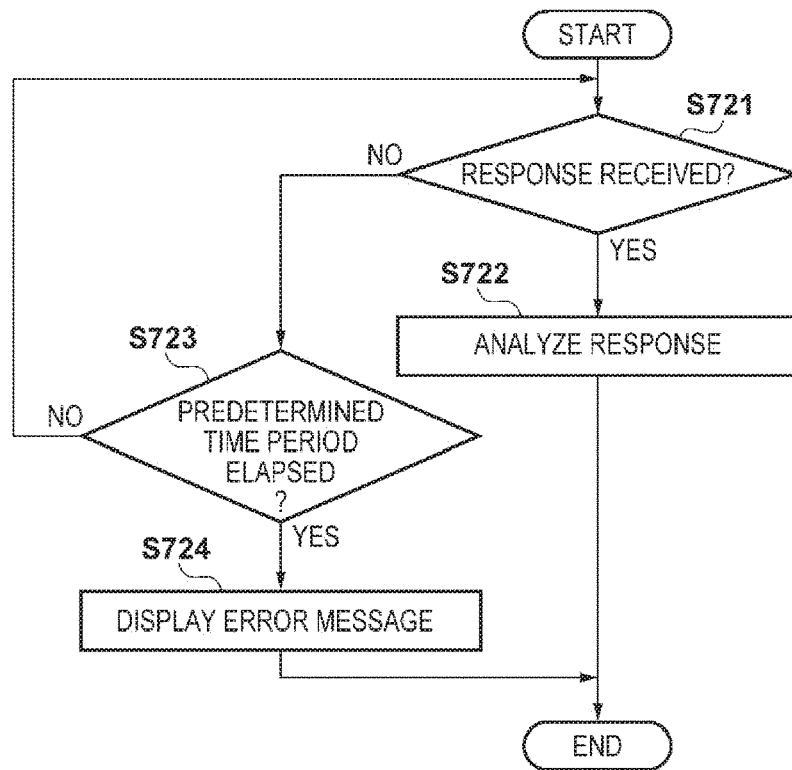 START
S721
NO
RESPONSE RECEIVED?
YES
S722
ANALYZE RESPONSE
S723
NO
PREDETERMINED
TIME PERIOD
ELAPSED
?
YES
S724
DISPLAY ERROR MESSAGE
END